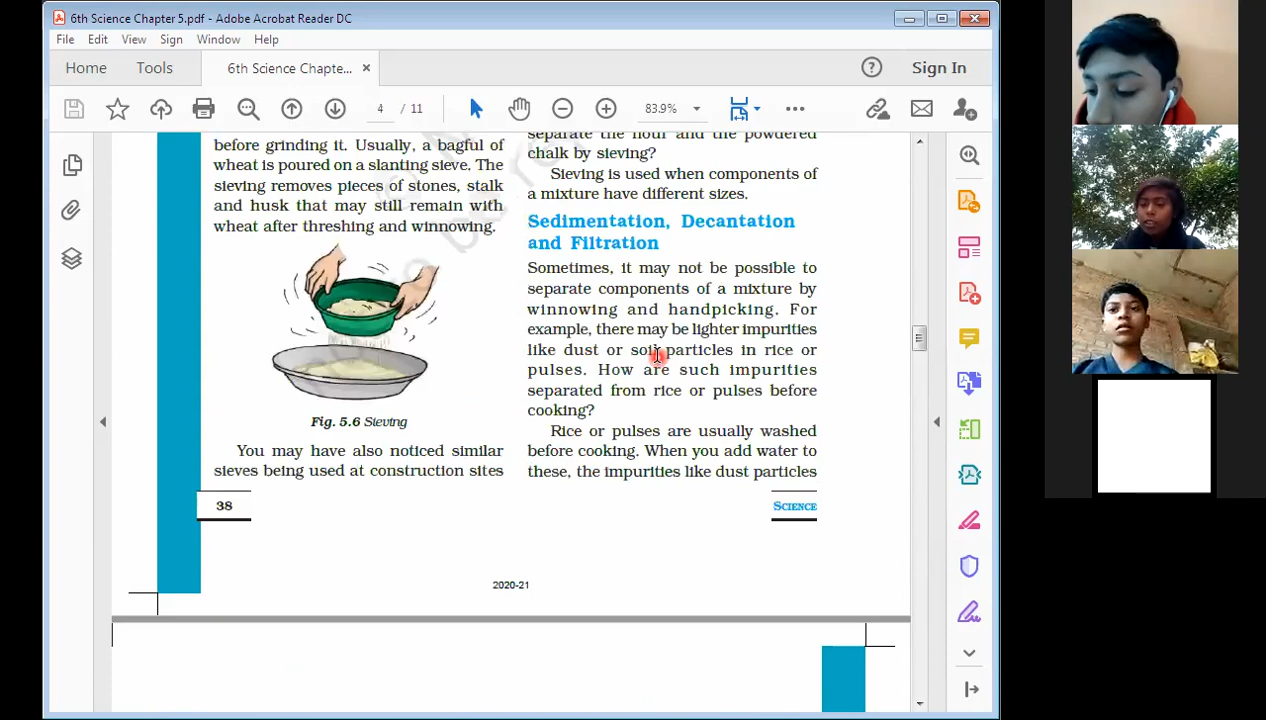 6th Science Chapter 5.pdf - Adobe Acrobat Reader DC
File Edit View Sign Window Help
Home Tools 6th Science Chapte... × Sign In
4 / 11 83.9%
before grinding it. Usually, a bagful of
wheat is poured on a slanting sieve. The
sieving removes pieces of stones, stalk
and husk that may still remain with
wheat after threshing and winnowing.
Fig. 5.6 Sieving
You may have also noticed similar
sieves being used at construction sites
38
separate the flour and the powdered
chalk by sieving?
Sieving is used when components of
a mixture have different sizes.
Sedimentation, Decantation
and Filtration
Sometimes, it may not be possible to
separate components of a mixture by
winnowing and handpicking. For
example, there may be lighter impurities
like dust or soil particles in rice or
pulses. How are such impurities
separated from rice or pulses before
cooking?
Rice or pulses are usually washed
before cooking. When you add water to
these, the impurities like dust particles
SCIENCE
2020-21